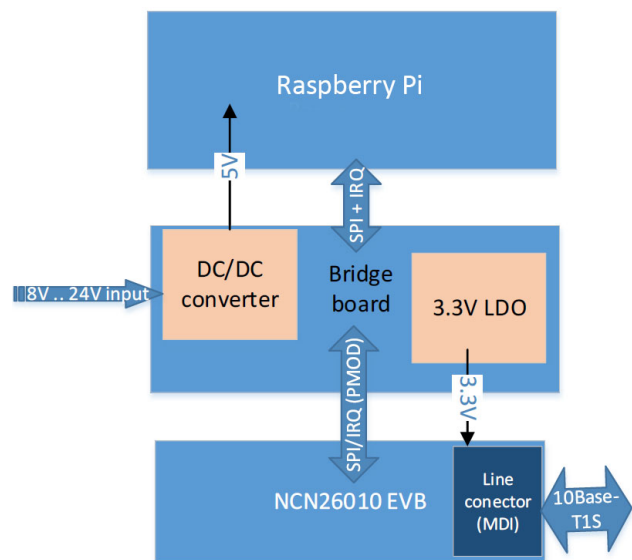 Raspberry Pi
5V
SPI + IRQ
8V .. 24V input
DC/DC
converter
Bridge
board
3.3V LDO
SPI/IRQ (PMOD)
3.3V
NCN26010 EVB
Line
conector
(MDI)
10Base-
T1S